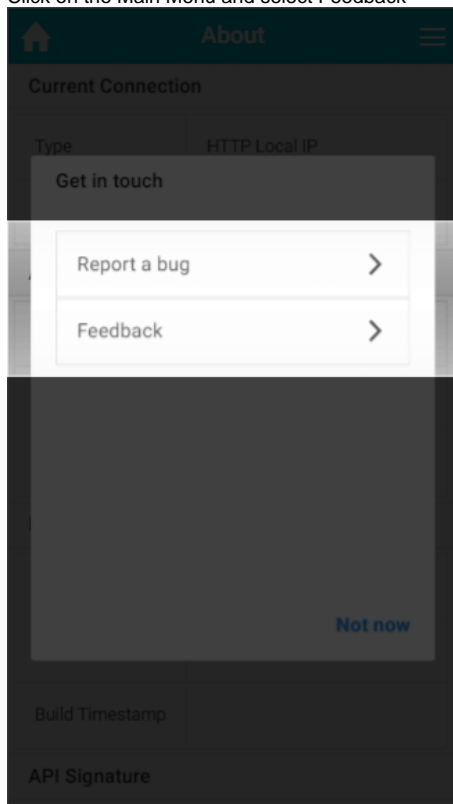 Click on the Main Menu and select Feedback
About
Current Connection
Type HTTP Local IP
Get in touch
Report a bug
Feedback
Not now
Build Timestamp
API Signature